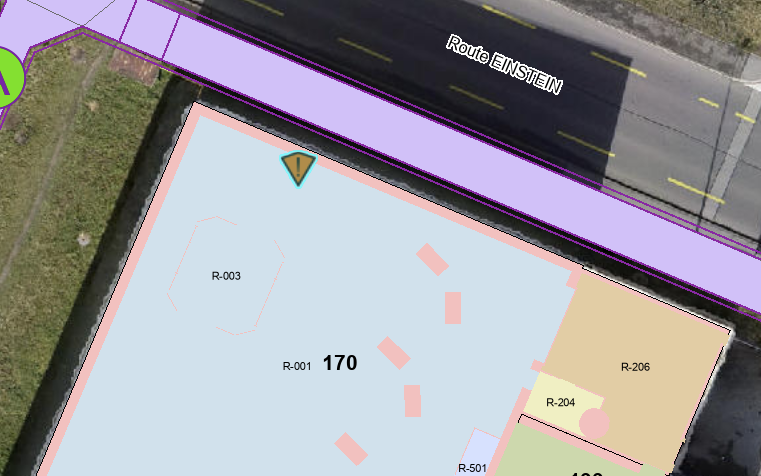 Route EINSTEIN
R-003
R-001 170
R-206
R-204
R-501